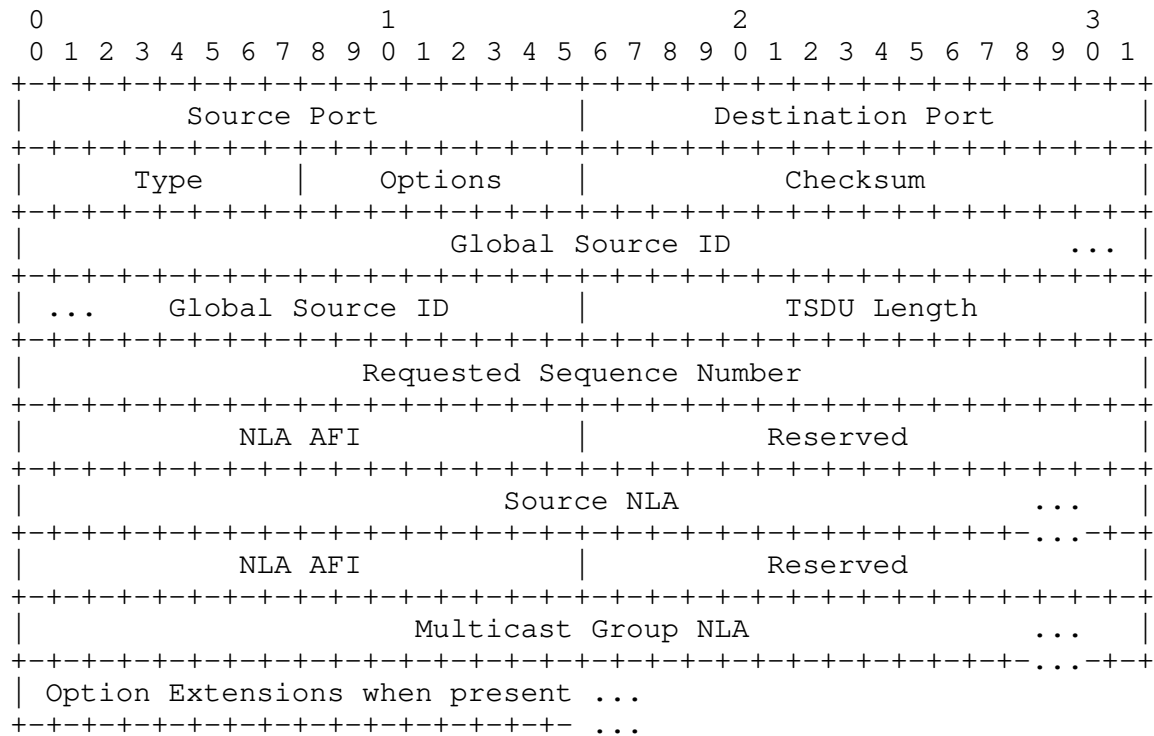 0                   1                   2                   3
 0 1 2 3 4 5 6 7 8 9 0 1 2 3 4 5 6 7 8 9 0 1 2 3 4 5 6 7 8 9 0 1
+-+-+-+-+-+-+-+-+-+-+-+-+-+-+-+-+-+-+-+-+-+-+-+-+-+-+-+-+-+-+-+-+
|         Source Port           |       Destination Port        |
+-+-+-+-+-+-+-+-+-+-+-+-+-+-+-+-+-+-+-+-+-+-+-+-+-+-+-+-+-+-+-+-+
|      Type     |    Options    |           Checksum            |
+-+-+-+-+-+-+-+-+-+-+-+-+-+-+-+-+-+-+-+-+-+-+-+-+-+-+-+-+-+-+-+-+
|                        Global Source ID                   ... |
+-+-+-+-+-+-+-+-+-+-+-+-+-+-+-+-+-+-+-+-+-+-+-+-+-+-+-+-+-+-+-+-+
| ...    Global Source ID       |           TSDU Length         |
+-+-+-+-+-+-+-+-+-+-+-+-+-+-+-+-+-+-+-+-+-+-+-+-+-+-+-+-+-+-+-+-+
|                   Requested Sequence Number                   |
+-+-+-+-+-+-+-+-+-+-+-+-+-+-+-+-+-+-+-+-+-+-+-+-+-+-+-+-+-+-+-+-+
|            NLA AFI            |          Reserved             |
+-+-+-+-+-+-+-+-+-+-+-+-+-+-+-+-+-+-+-+-+-+-+-+-+-+-+-+-+-+-+-+-+
|                           Source NLA                    ...   |
+-+-+-+-+-+-+-+-+-+-+-+-+-+-+-+-+-+-+-+-+-+-+-+-+-+-+-+-+-...-+-+
|            NLA AFI            |          Reserved             |
+-+-+-+-+-+-+-+-+-+-+-+-+-+-+-+-+-+-+-+-+-+-+-+-+-+-+-+-+-+-+-+-+
|                      Multicast Group NLA                ...   |
+-+-+-+-+-+-+-+-+-+-+-+-+-+-+-+-+-+-+-+-+-+-+-+-+-+-+-+-+-...-+-+
| Option Extensions when present ...
+-+-+-+-+-+-+-+-+-+-+-+-+-+-+-+- ...